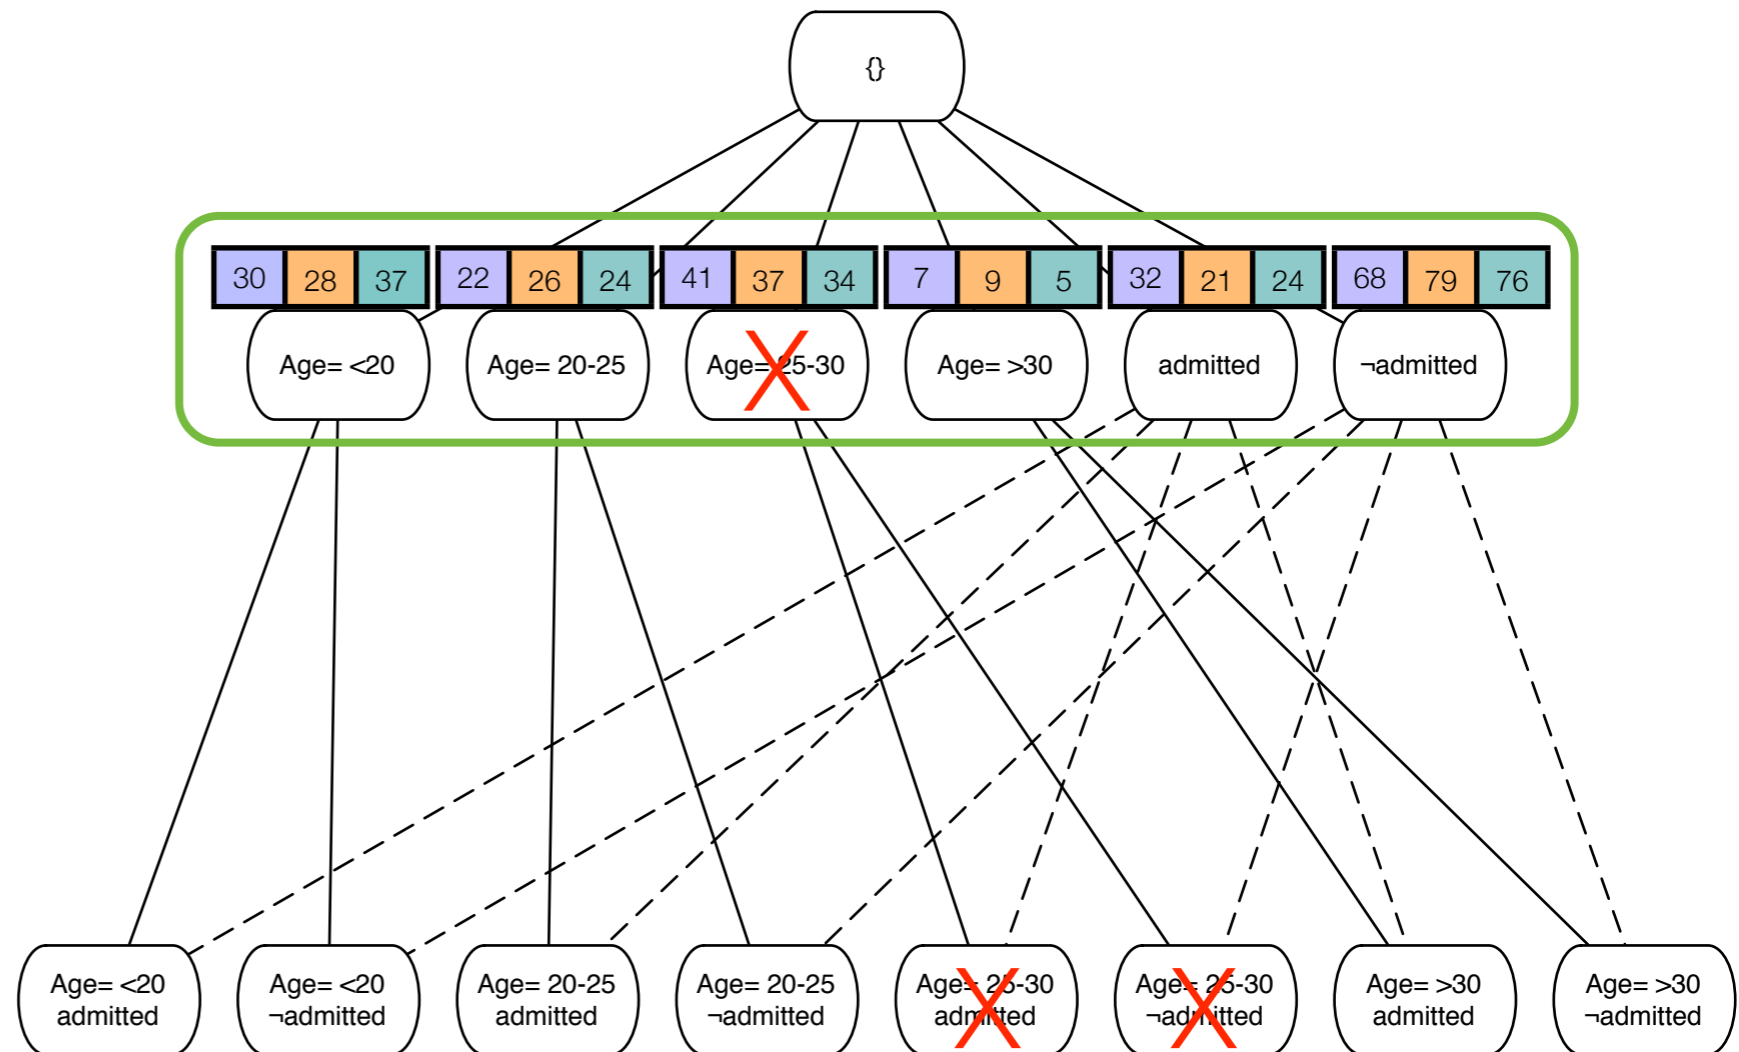 {}
30 28 37 22 26 24 41 37 34 7 9 5 32 21 24 68 79 76
Age= <20
Age= 20-25
Age= 25-30
Age= >30
admitted
¬admitted
Age= <20
admitted
Age= <20
¬admitted
Age= 20-25
admitted
Age= 20-25
¬admitted
Age= 25-30
admitted
Age= 25-30
¬admitted
Age= >30
admitted
Age= >30
¬admitted